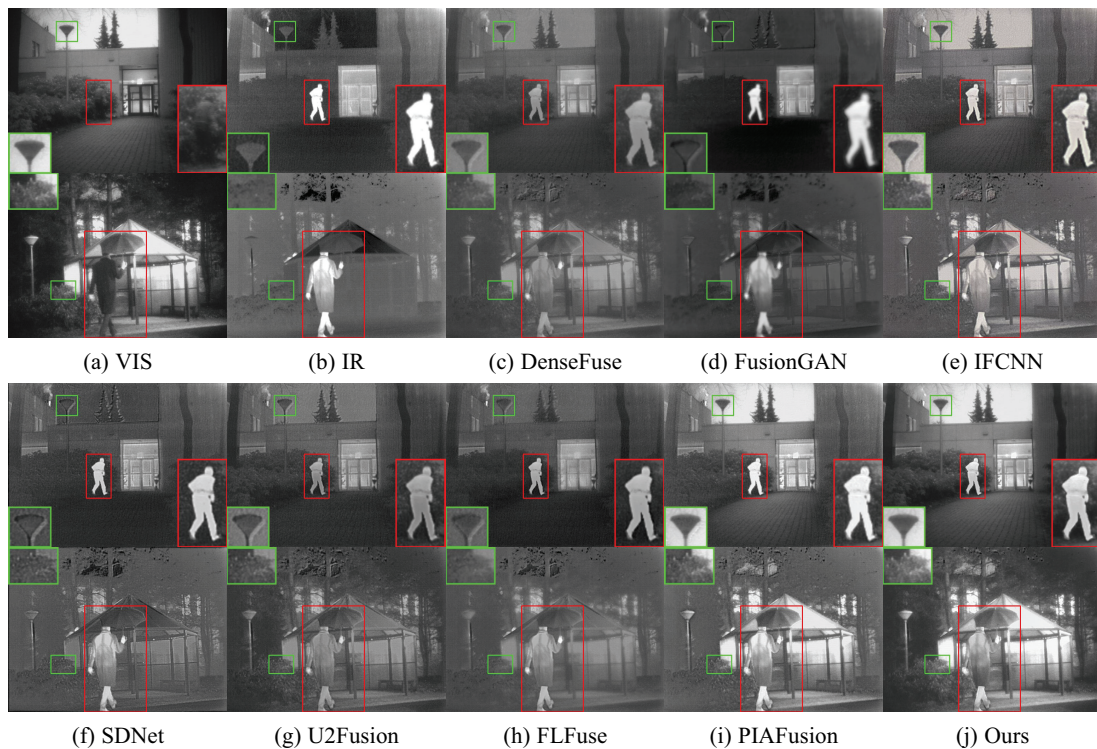 (a) VIS (b) IR (c) DenseFuse (d) FusionGAN (e) IFCNN
(f) SDNet (g) U2Fusion (h) FLFuse (i) PIAFusion (j) Ours